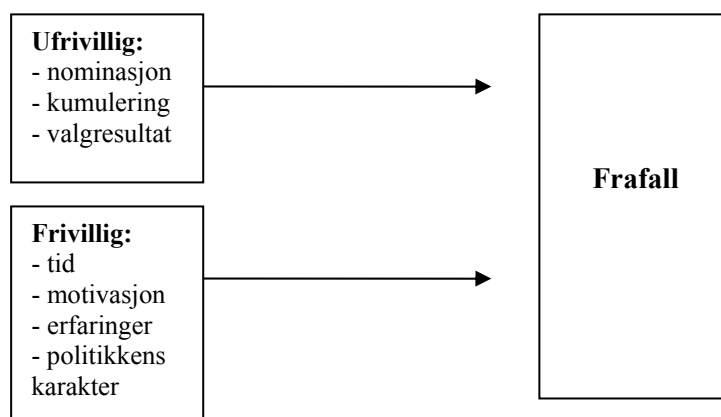 Ufrivillig:
- nominasjon
- kumulering
- valgresultat
Frivillig:
- tid
- motivasjon
- erfaringer
- politikkens
karakter
Frafall